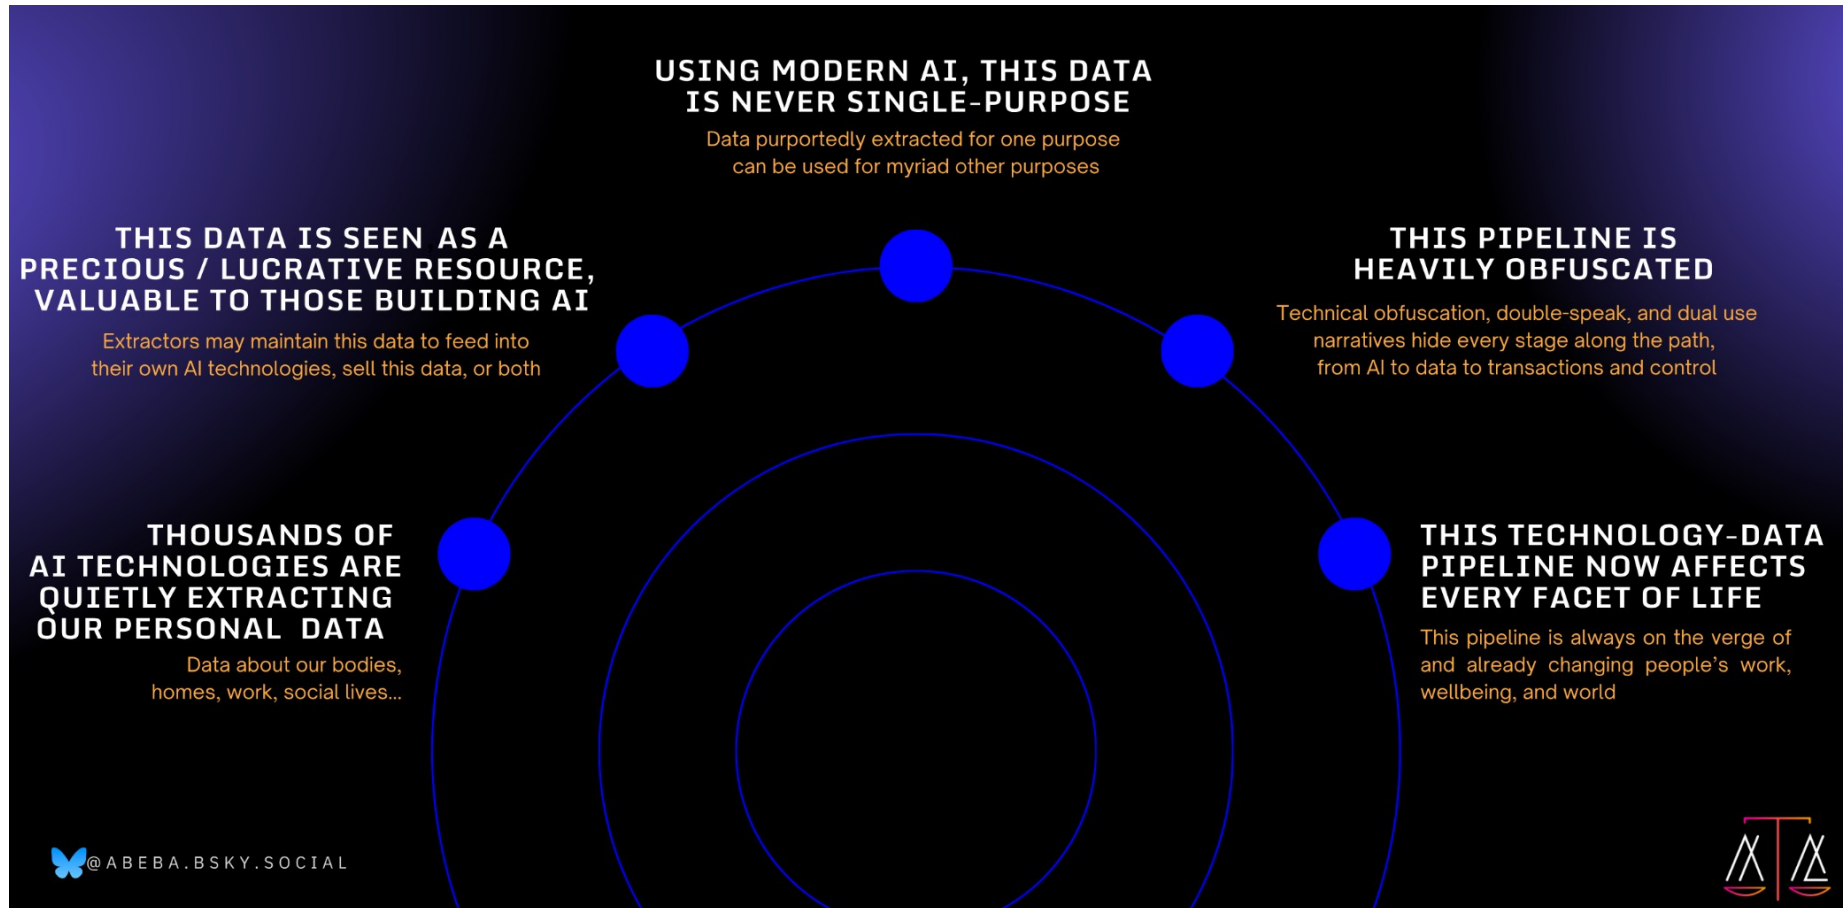 USING MODERN AI, THIS DATA
IS NEVER SINGLE-PURPOSE
Data purportedly extracted for one purpose
can be used for myriad other purposes
THIS DATA IS SEEN AS A
PRECIOUS / LUCRATIVE RESOURCE,
VALUABLE TO THOSE BUILDING AI
Extractors may maintain this data to feed into
their own AI technologies, sell this data, or both
THIS PIPELINE IS
HEAVILY OBFUSCATED
Technical obfuscation, double-speak, and dual use
narratives hide every stage along the path,
from AI to data to transactions and control
THOUSANDS OF
AI TECHNOLOGIES ARE
QUIETLY EXTRACTING
OUR PERSONAL DATA
Data about our bodies,
homes, work, social lives...
THIS TECHNOLOGY-DATA
PIPELINE NOW AFFECTS
EVERY FACET OF LIFE
This pipeline is always on the verge of
and already changing people's work,
wellbeing, and world
@ABEBA.BSKY.SOCIAL